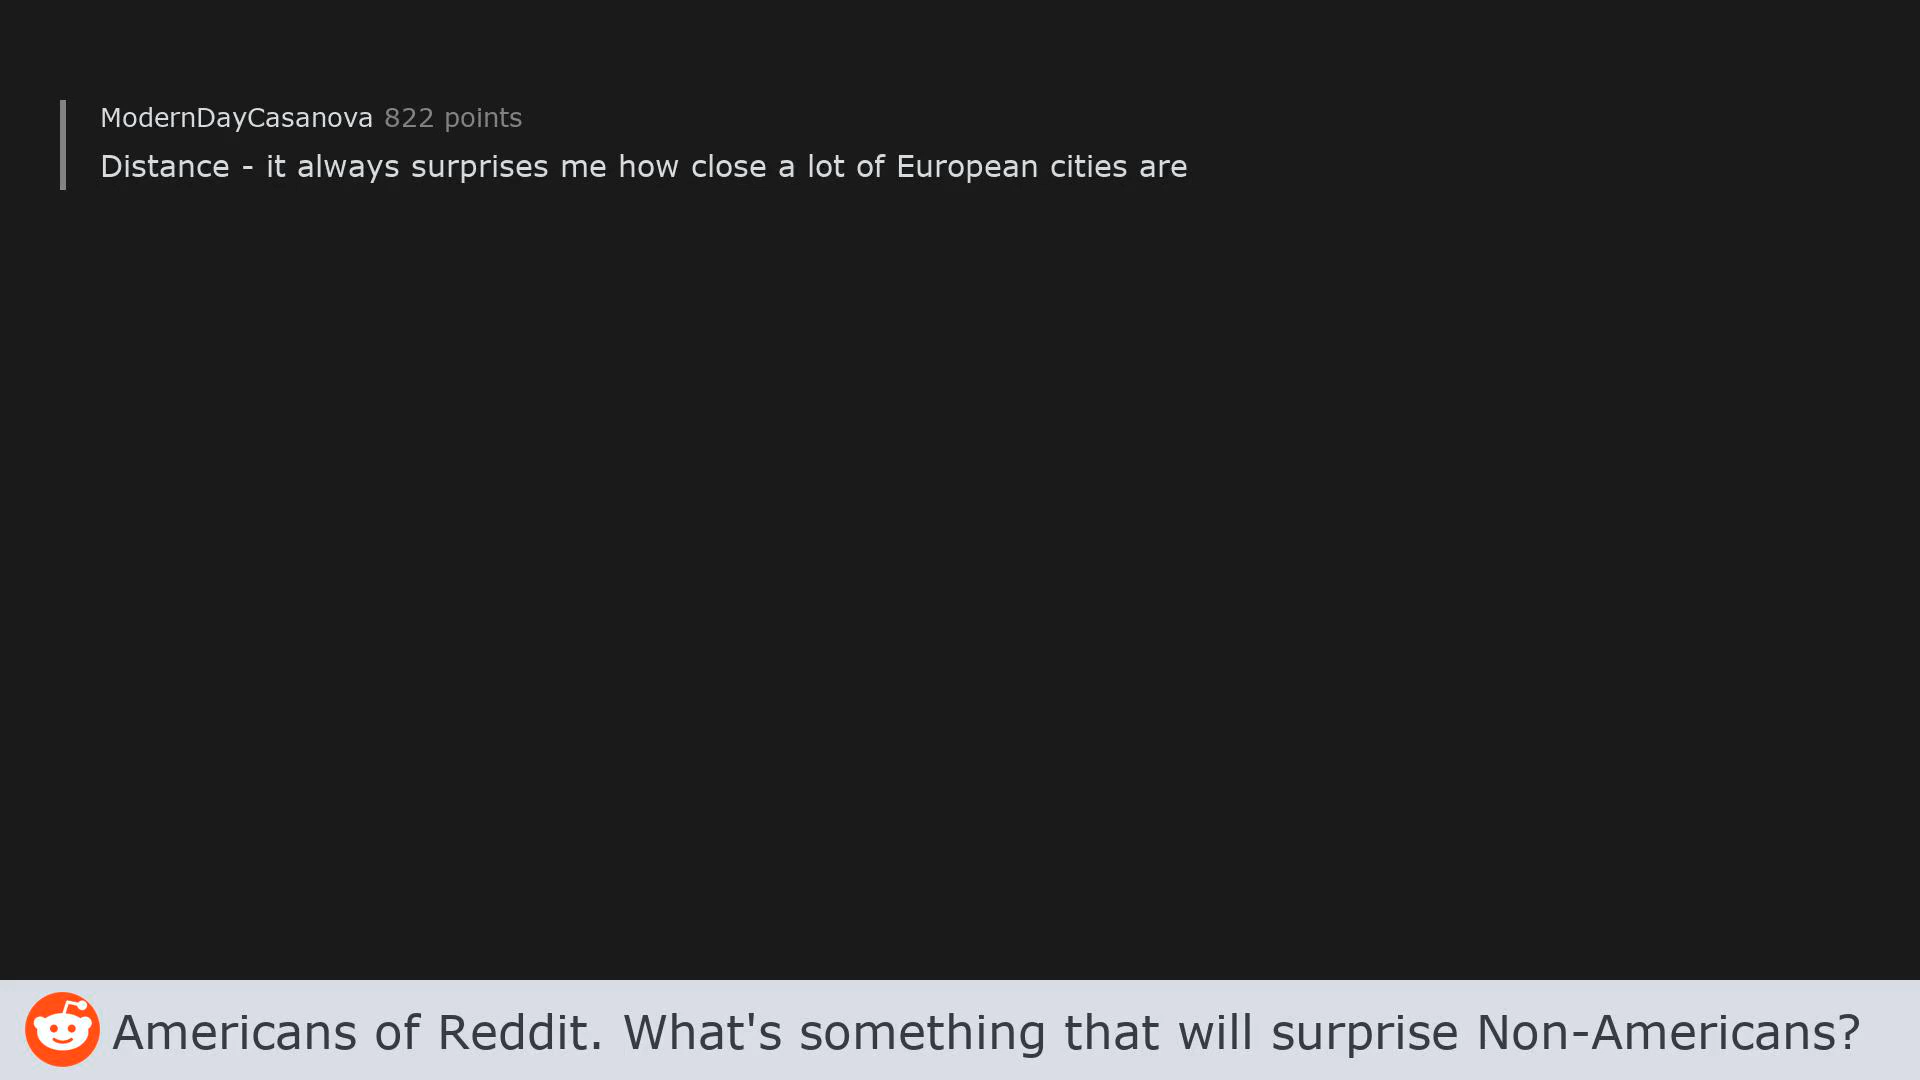 ModernDayCasanova 822 points
Distance - it always surprises me how close a lot of European cities are
Americans of Reddit. What's something that will surprise Non-Americans?